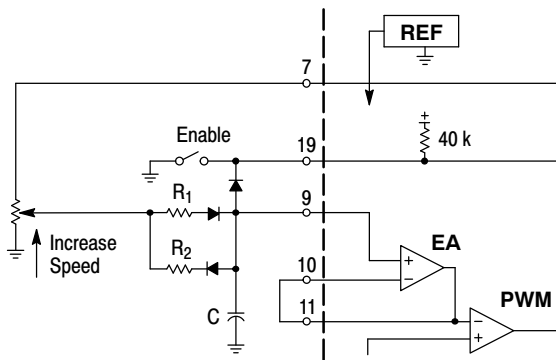 REF
7
Enable
19
40 k
R1
9
Increase
Speed
R2
EA
10
PWM
C
11
+
−
−
+
+